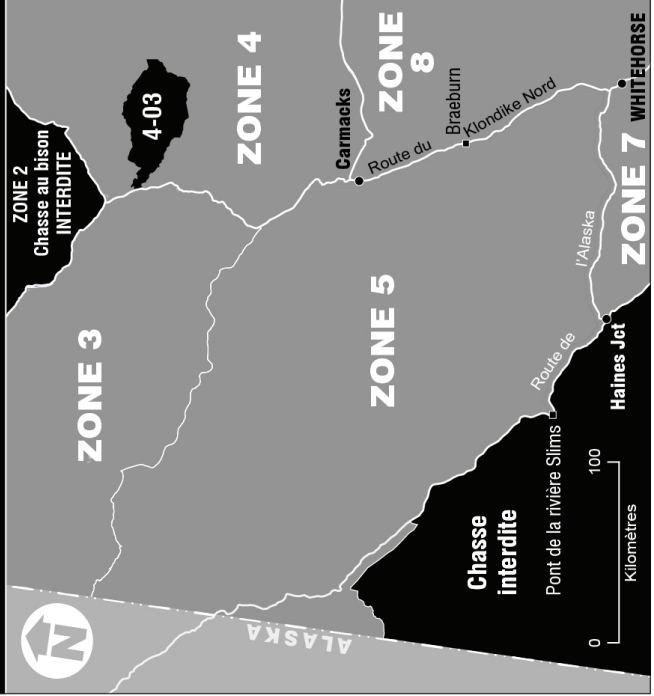 ZONE 2
Chasse au bison
INTERDITE
4-03
ZONE 3
ZONE 4
ZONE 5
ZONE
8
ZONE 7
Carmacks
Route du
Klondike Nord
Braeburn
WHITEHORSE
Route de
l'Alaska
Haines Jct
Pont de la rivière Slims
Chasse
interdite
ALASKA
N
0
100
Kilomètres